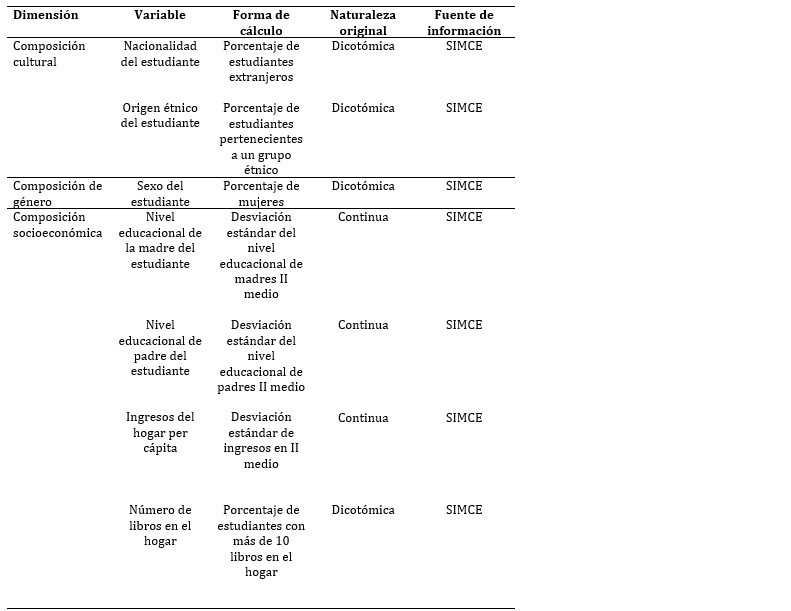 Dimensión Variable Forma de cálculo Naturaleza original Fuente de información
Composición cultural Nacionalidad del estudiante Porcentaje de estudiantes extranjeros Dicotómica SIMCE
Origen étnico del estudiante Porcentaje de estudiantes pertenecientes a un grupo étnico Dicotómica SIMCE
Composición de género Sexo del estudiante Porcentaje de mujeres Dicotómica SIMCE
Composición socioeconómica Nivel educacional de la madre del estudiante Desviación estándar del nivel educacional de madres II medio Continua SIMCE
Nivel educacional de padre del estudiante Desviación estándar del nivel educacional de padres II medio Continua SIMCE
Ingresos del hogar per cápita Desviación estándar de ingresos en II medio Continua SIMCE
Número de libros en el hogar Porcentaje de estudiantes con más de 10 libros en el hogar Dicotómica SIMCE